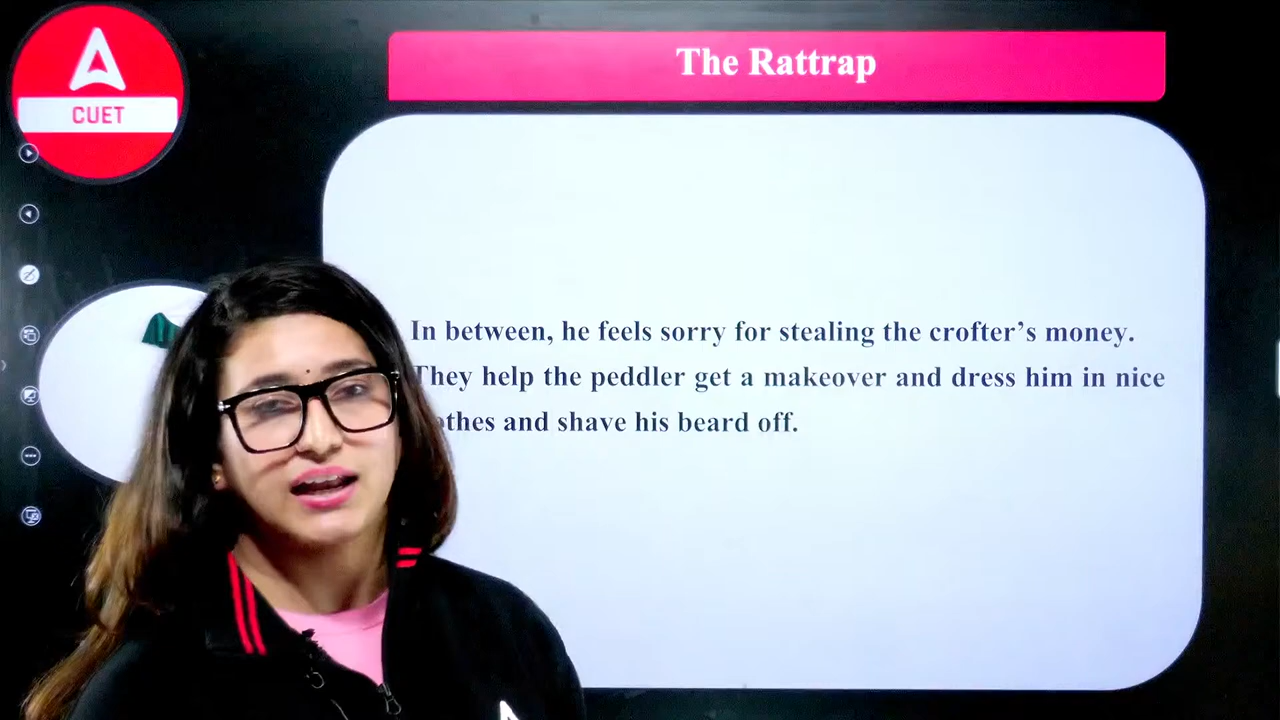 The Rattrap
CUET
In between, he feels sorry for stealing the crofter's money.
They help the peddler get a makeover and dress him in nice
and shave his beard off.